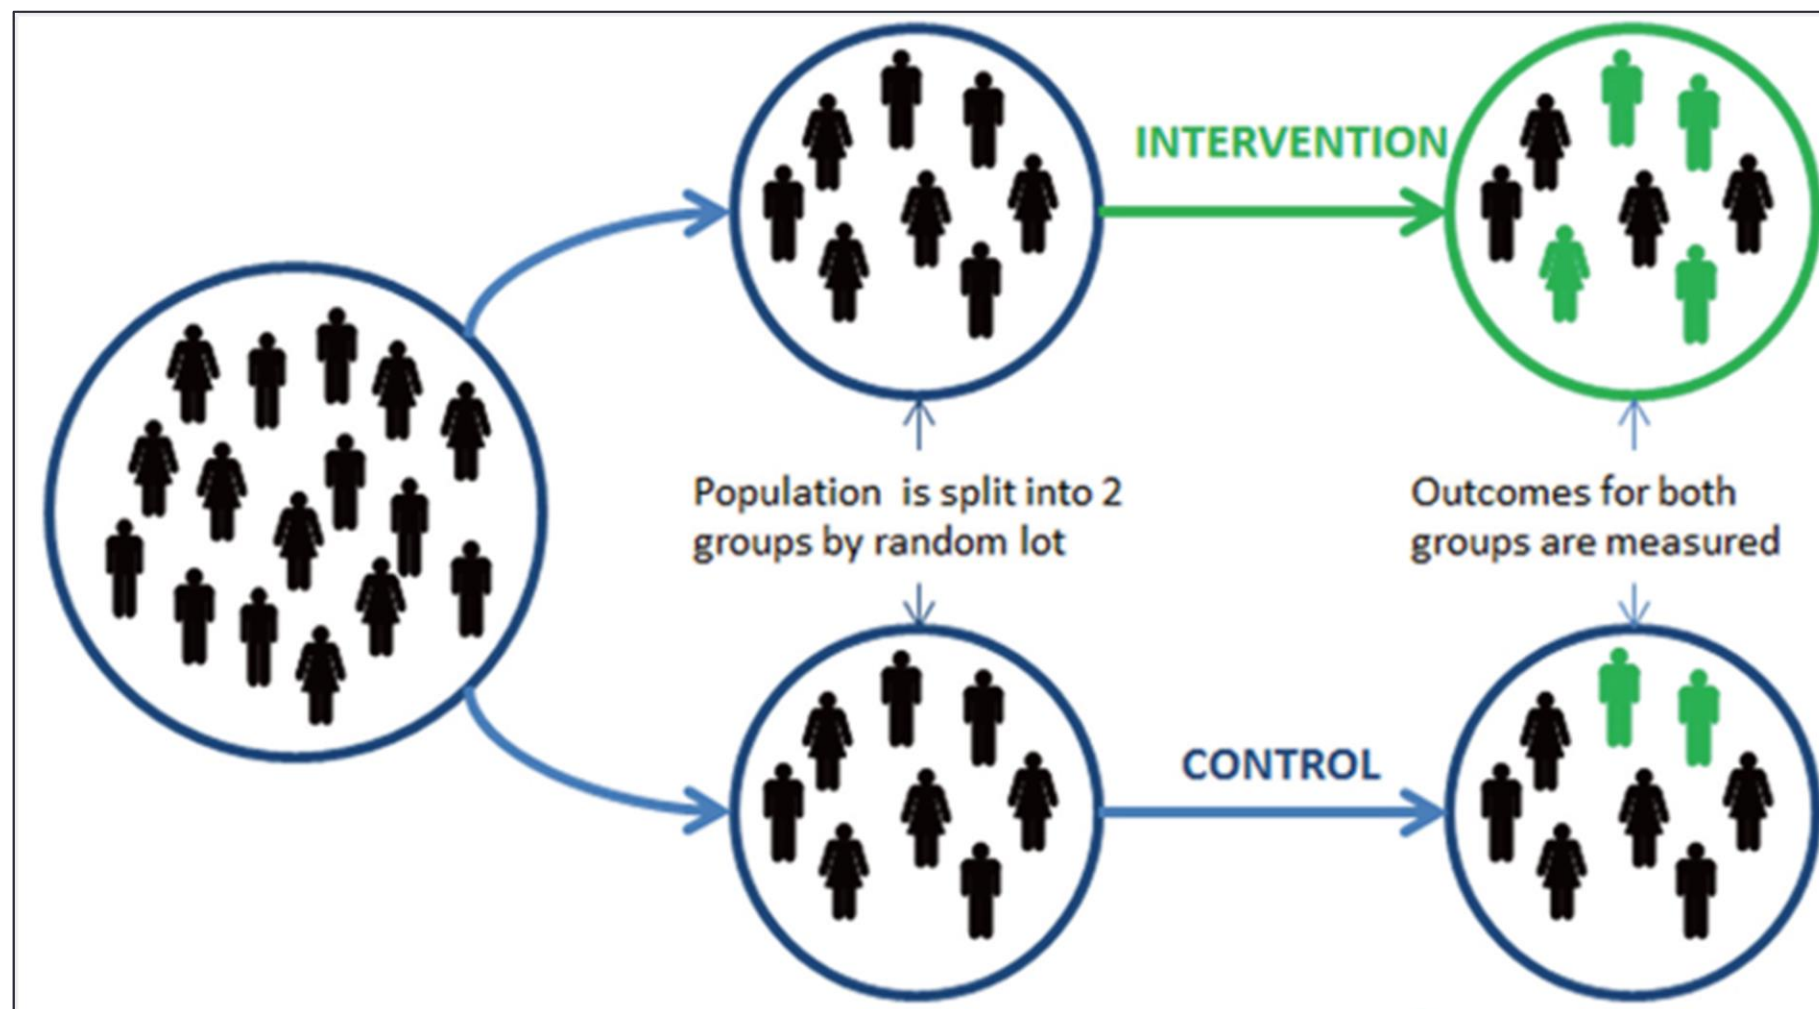 INTERVENTION
Population is split into 2
groups by random lot
Outcomes for both
groups are measured
CONTROL